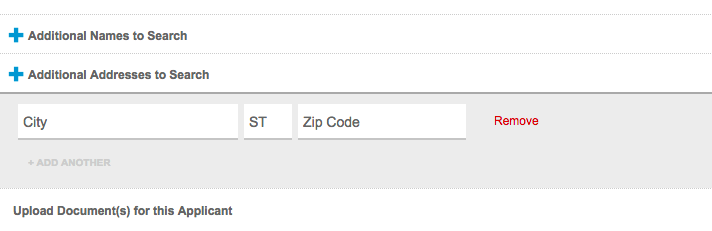 Additional Names to Search
Additional Addresses to Search
City ST Zip Code Remove
+ ADD ANOTHER
Upload Document(s) for this Applicant